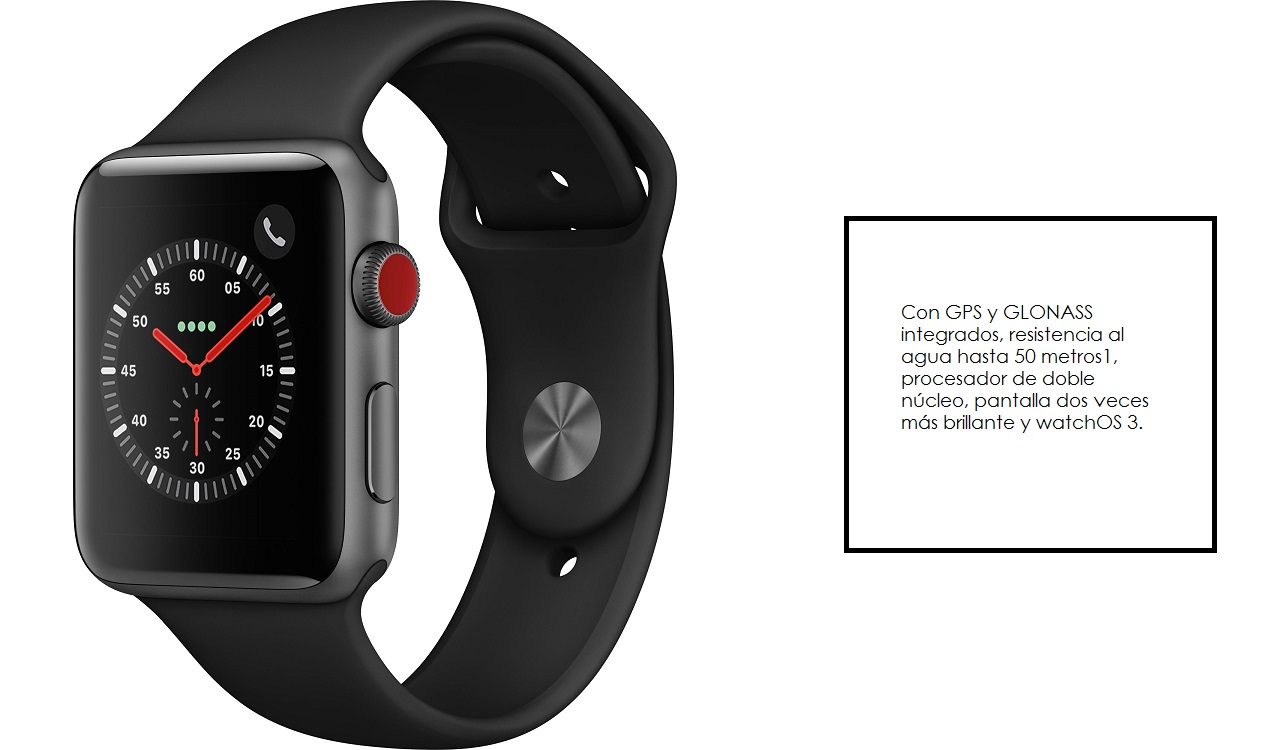 60
55
05
50
10
45
15
40
20
35
25
30
Con GPS y GLONASS
integrados, resistencia al
agua hasta 50 metros1,
procesador de doble
núcleo, pantalla dos veces
más brillante y watchOS 3.